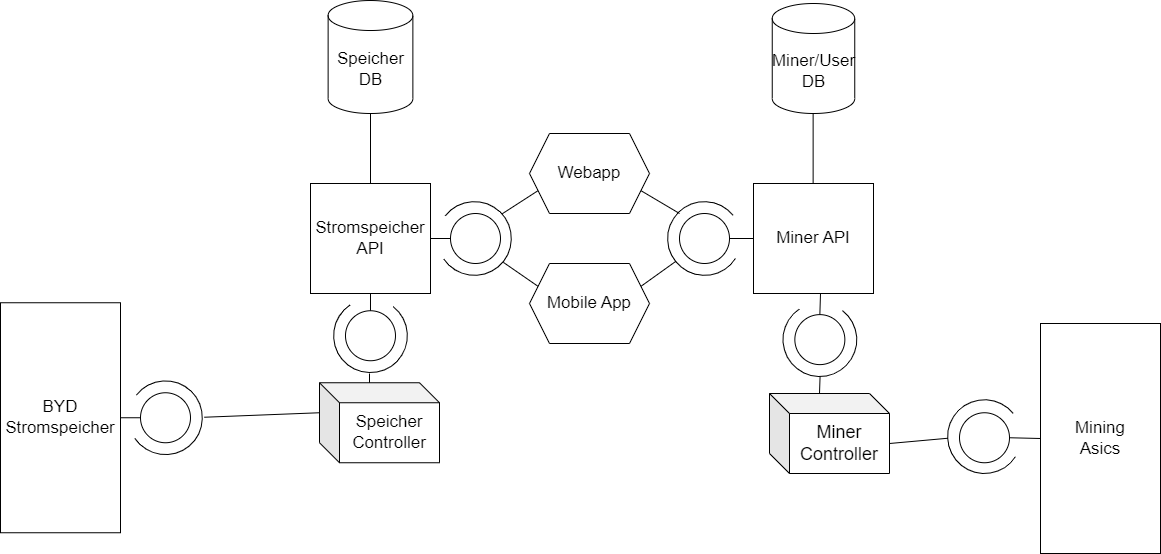 Speicher
DB
Miner/User
DB
Webapp
Stromspeicher
API
Miner API
Mobile App
BYD
Stromspeicher
Speicher
Controller
Miner
Controller
Mining
Asics